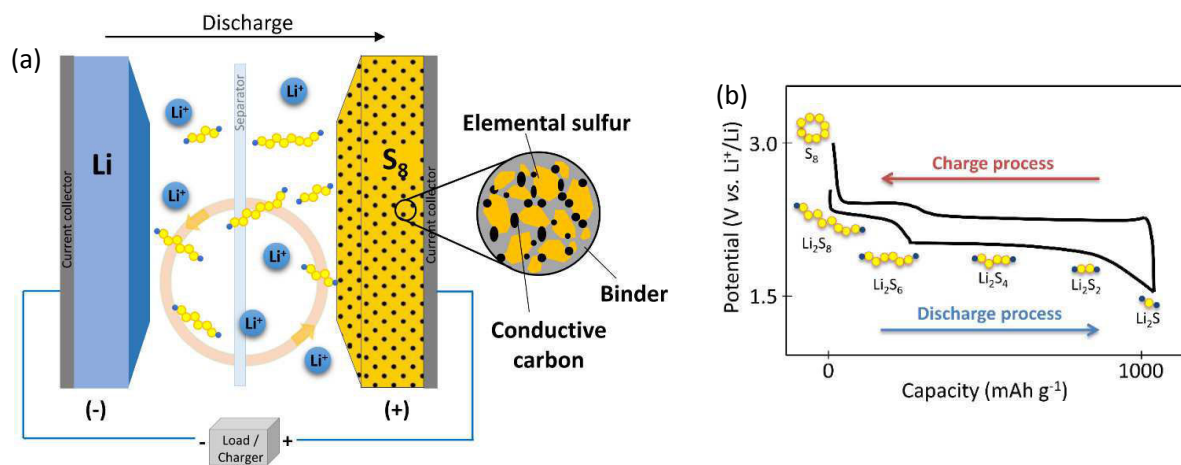 Discharge
(a)
Current collector
Li
Li⁺
Li⁺
Li⁺
Li⁺
Li⁺
Li⁺
Separator
S₈
Current collector
Elemental sulfur
Binder
Conductive
carbon
(-)
(+)
-
Load /
Charger
+
(b)
Potential (V vs. Li⁺/Li)
3.0
1.5
S₈
Charge process
Li₂S₈
Li₂S₆
Li₂S₄
Li₂S₂
Li₂S
Discharge process
0
1000
Capacity (mAh g⁻¹)